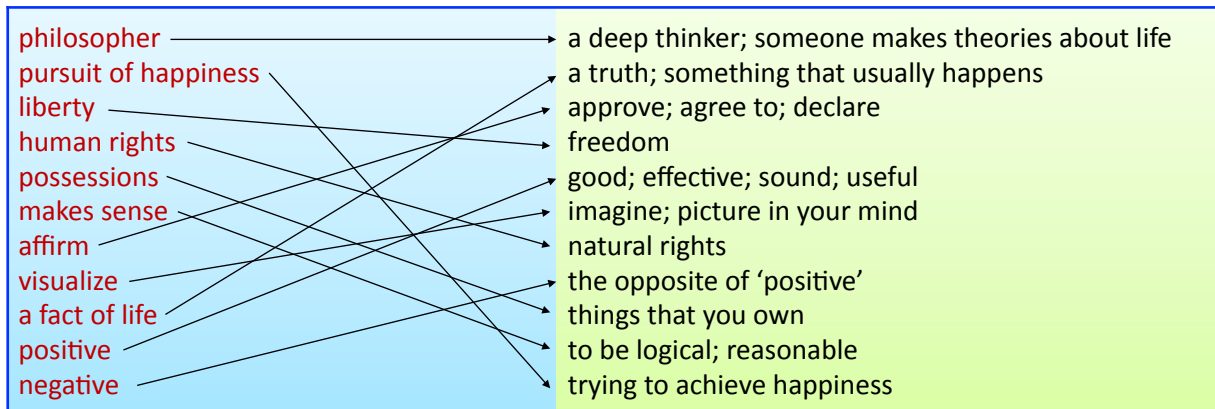 philosopher
pursuit of happiness
liberty
human rights
possessions
makes sense
affirm
visualize
a fact of life
positive
negative
a deep thinker; someone makes theories about life
a truth; something that usually happens
approve; agree to; declare
freedom
good; effective; sound; useful
imagine; picture in your mind
natural rights
the opposite of ‘positive’
things that you own
to be logical; reasonable
trying to achieve happiness